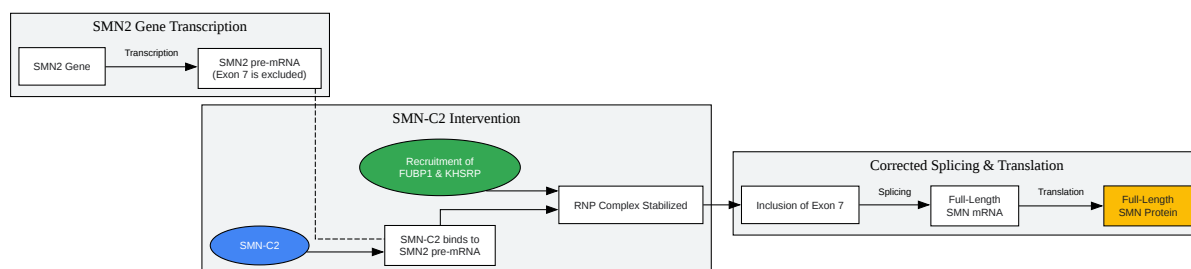 SMN2 Gene Transcription
SMN2 Gene
Transcription
SMN2 pre-mRNA
(Exon 7 is excluded)
SMN-C2 Intervention
Recruitment of
FUBP1 & KHSRP
SMN-C2
SMN-C2 binds to
SMN2 pre-mRNA
RNP Complex Stabilized
Corrected Splicing & Translation
Inclusion of Exon 7
Splicing
Full-Length
SMN mRNA
Translation
Full-Length
SMN Protein